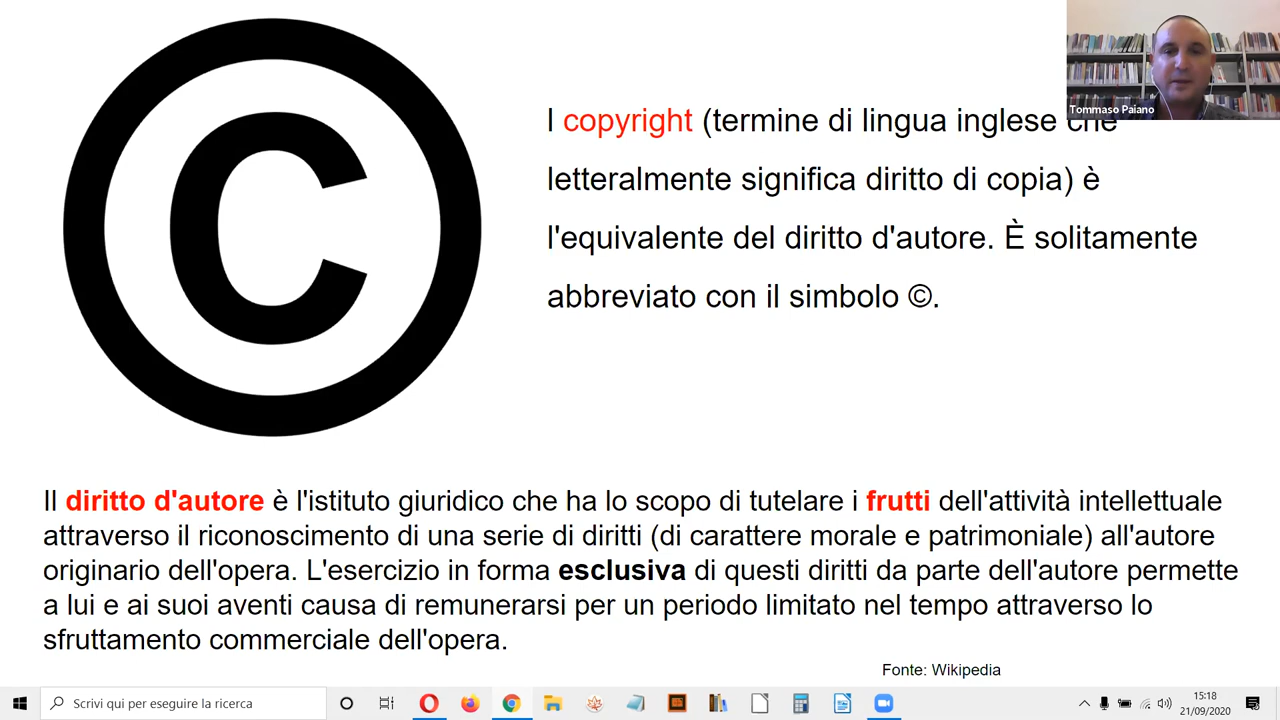 Tommaso Paiano
l copyright (termine di lingua inglese che
letteralmente significa diritto di copia) è
l'equivalente del diritto d'autore. È solitamente
abbreviato con il simbolo ©.
Il diritto d'autore è l'istituto giuridico che ha lo scopo di tutelare i frutti dell'attività intellettuale
attraverso il riconoscimento di una serie di diritti (di carattere morale e patrimoniale) all'autore
originario dell'opera. L'esercizio in forma esclusiva di questi diritti da parte dell'autore permette
a lui e ai suoi aventi causa di remunerarsi per un periodo limitato nel tempo attraverso lo
sfruttamento commerciale dell'opera.
Fonte: Wikipedia
Scrivi qui per eseguire la ricerca
15:18
21/09/2020